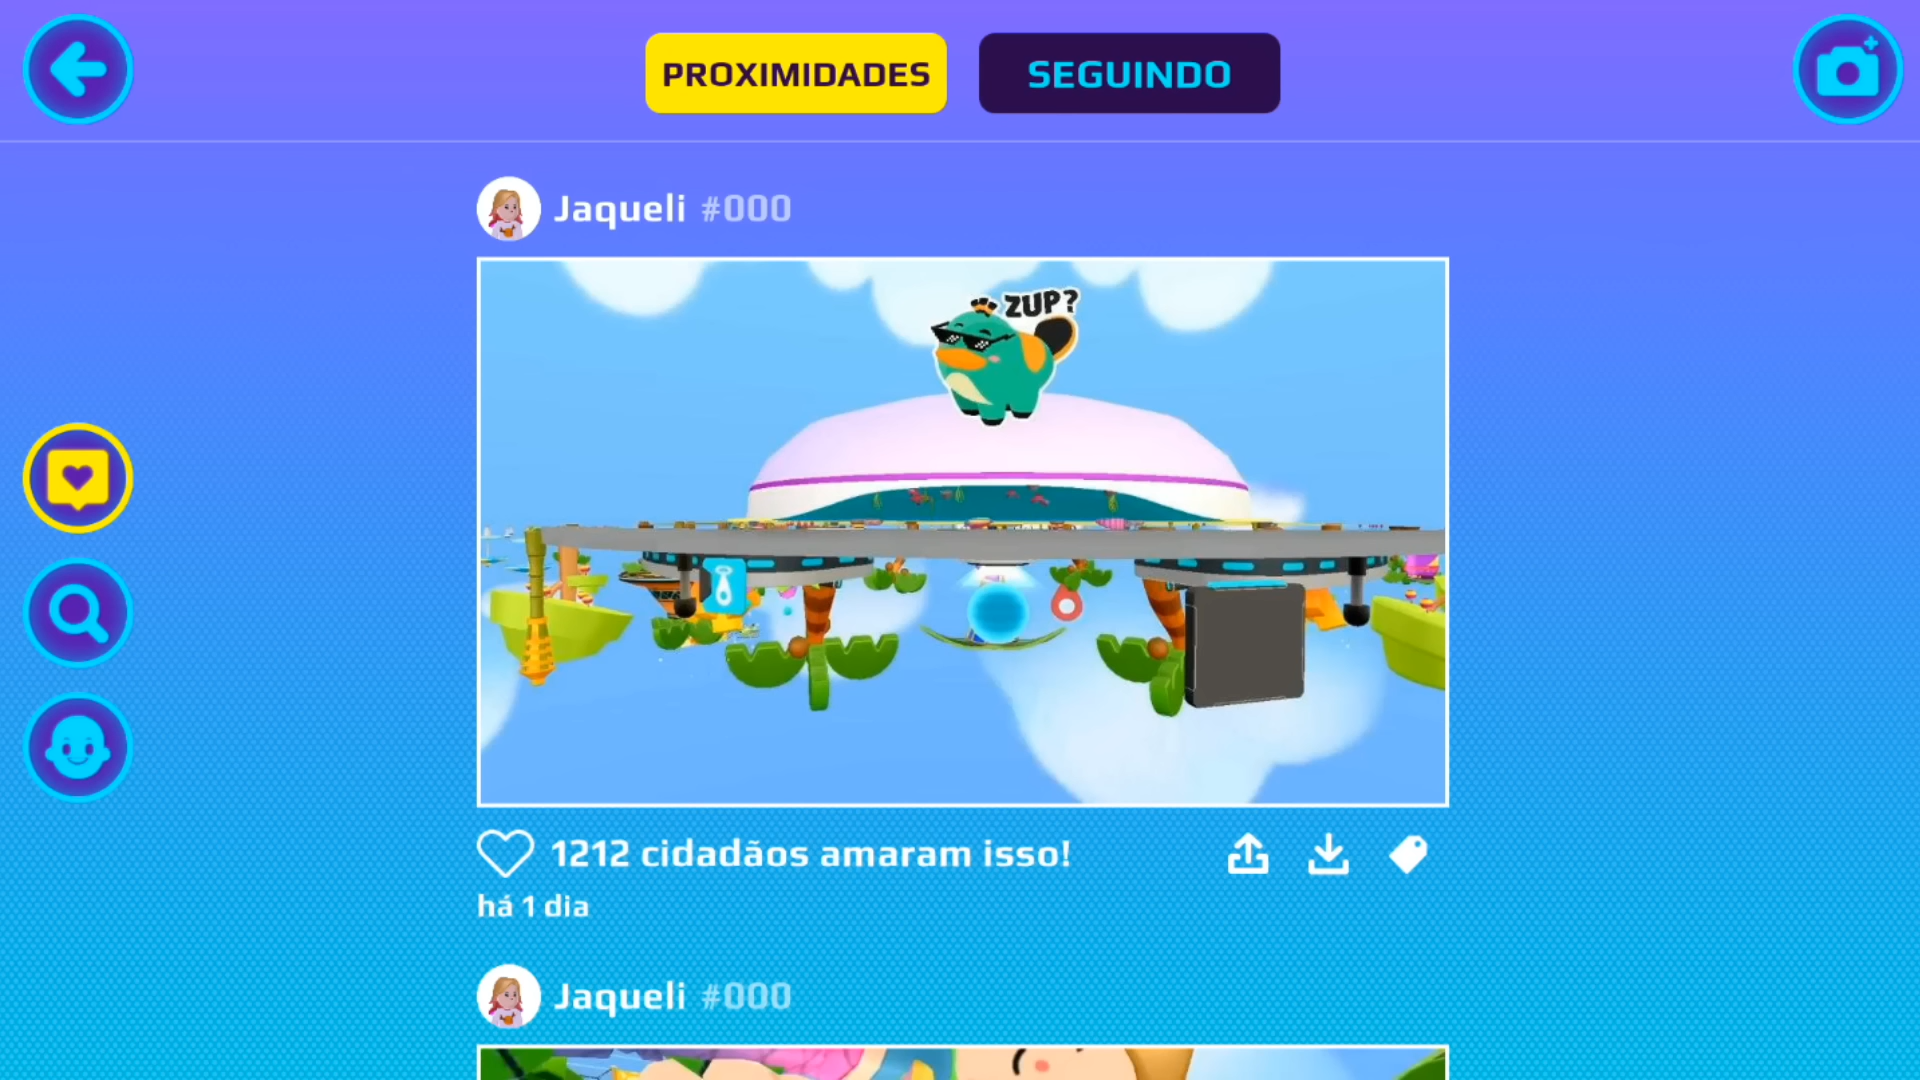 PROXIMIDADES
SEGUINDO
Jaqueli #000
ZUP?
1212 cidadãos amaram isso!
há 1 dia
Jaqueli #000